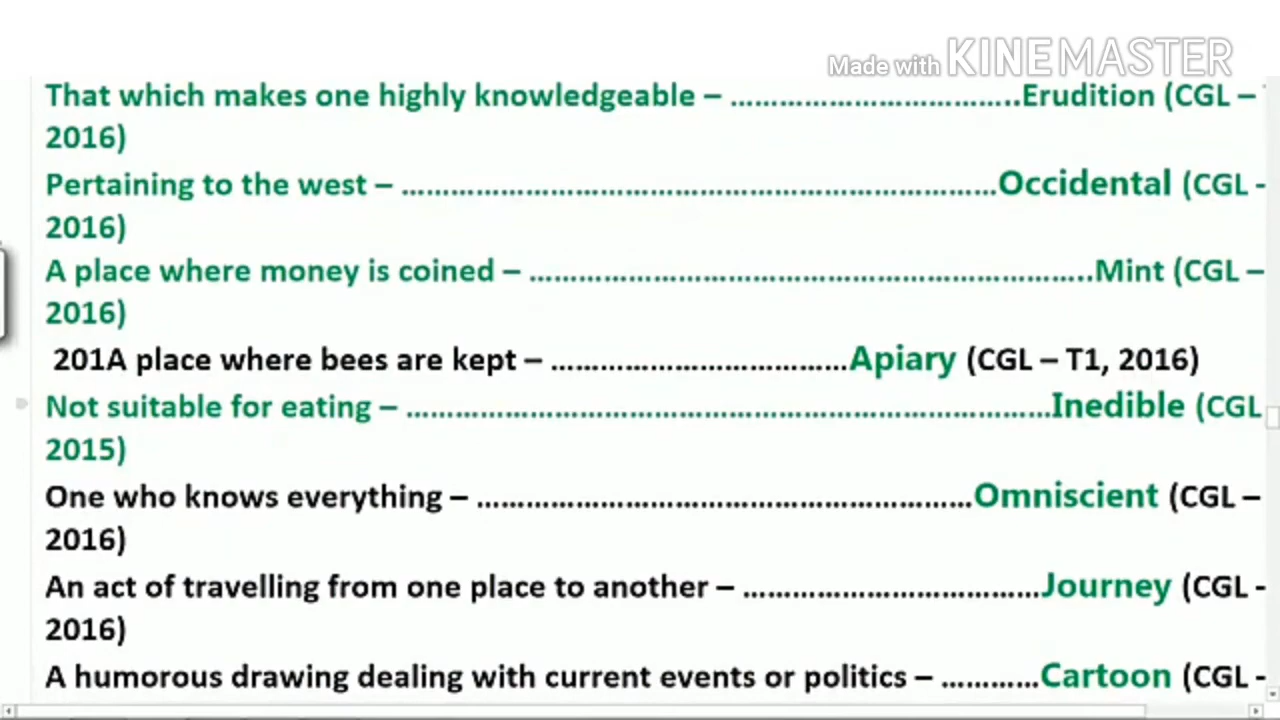 Made with KINEMASTER
That which makes one highly knowledgeable – ……………………………..Erudition (CGL –
2016)
Pertaining to the west – ………………………………………………………………Occidental (CGL -
2016)
A place where money is coined – …………………………………………………………..Mint (CGL –
2016)
201A place where bees are kept – ………………………………Apiary (CGL – T1, 2016)
Not suitable for eating – ……………………………………………………………………Inedible (CGL
2015)
One who knows everything – ……………………………………………………Omniscient (CGL –
2016)
An act of travelling from one place to another – ………………………………Journey (CGL -
2016)
A humorous drawing dealing with current events or politics – …………Cartoon (CGL -